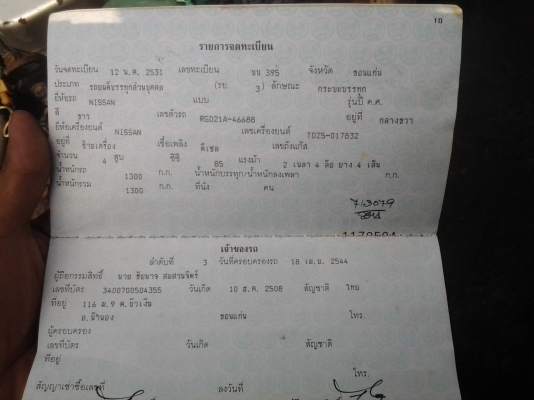 10
รายการจดทะเบียน
วันจดทะเบียน 12 พ.ค. 2531 เลขทะเบียน บน 395 จังหวัด ขอนแก่น
ประเภท รถยนต์บรรทุกส่วนบุคคล (รย. 3) ลักษณะ กระบะบรรทุก
ยี่ห้อรถ NISSAN แบบ รุ่นปี ค.ศ.
สี ขาว เลขตัวรถ RGD21A-46688 อยู่ที่ กลางขวา
ยี่ห้อเครื่องยนต์ NISSAN เลขเครื่องยนต์ TD25-017832
อยู่ที่ ซ้ายเครื่อง เชื้อเพลิง ดีเซล เลขถังแก๊ส
จำนวน 4 สูบ ซีซี 85 แรงม้า 2 เพลา 4 ล้อ ยาง 4 เส้น
น้ำหนักรถ 1300 ก.ก. น้ำหนักบรรทุก/น้ำหนักลงเพลา ก.ก.
น้ำหนักรวม 1300 ก.ก. ที่นั่ง คน
713079
เจ้าของรถ
ลำดับที่ 3 วันที่ครอบครองรถ 18 เม.ย. 2544
ผู้ถือกรรมสิทธิ์ นาย
เลขที่บัตร 3400700504355 วันเกิด 10 ส.ค. 2508 สัญชาติ ไทย
ที่อยู่ 116 ม.9 ต.บัวเงิน
อ.น้ำพอง ขอนแก่น โทร.
ผู้ครอบครอง
เลขที่บัตร วันเกิด สัญชาติ
ที่อยู่
โทร.
สัญญาเช่าซื้อเลขที่ ลงวันที่